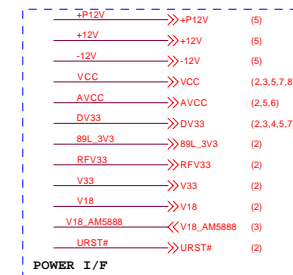 +P12V +P12V (5)
+12V +12V (5)
-12V -12V (5)
VCC VCC (2,3,5,7,8
AVCC AVCC (2,5,6)
DV33 DV33 (2,3,4,5,7
89L_3V3 89L_3V3 (2)
RFV33 RFV33 (2)
V33 V33 (2)
V18 V18 (2)
V18_AM5888 V18_AM5888 (3)
URST# URST# (2)
POWER I/F